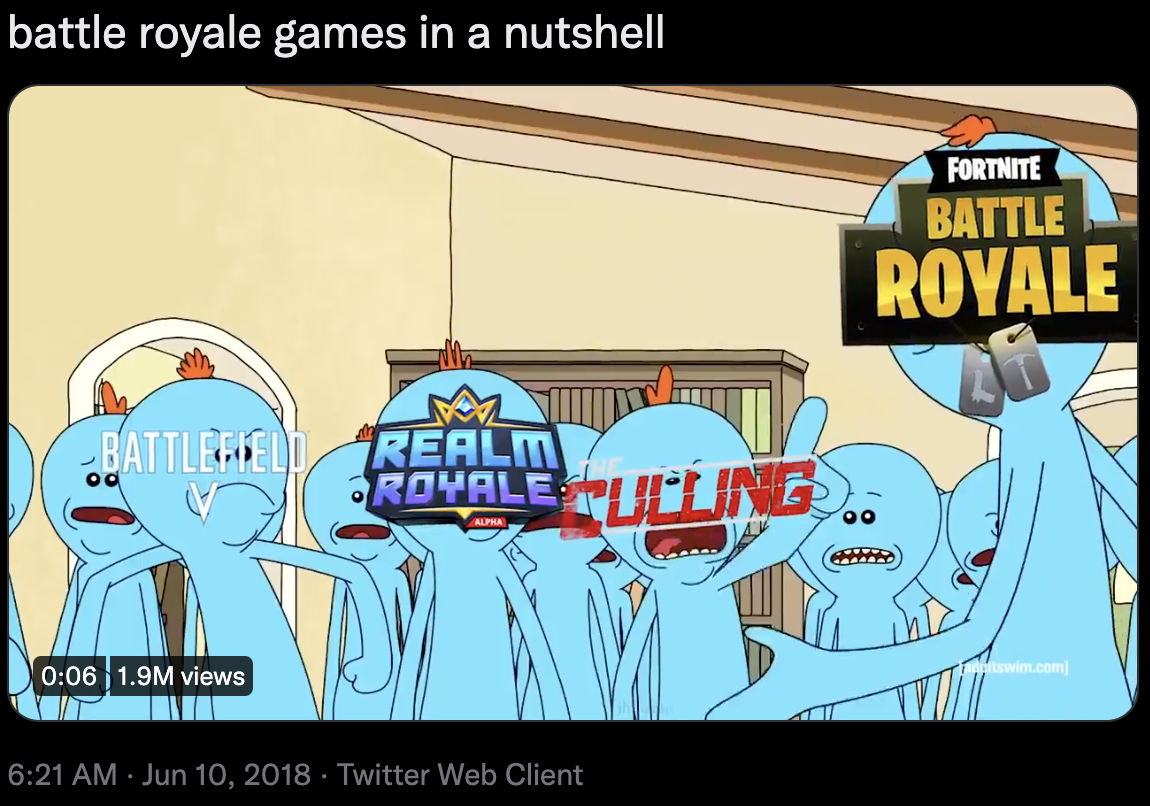 battle royale games in a nutshell
FORTNITE
BATTLE
ROYALE
BATTLEFIELD
V
REALM
ROYALE
ALPHA
THE
CULLING
[adultswim.com]
0:06 1.9M views
6:21 AM · Jun 10, 2018 · Twitter Web Client